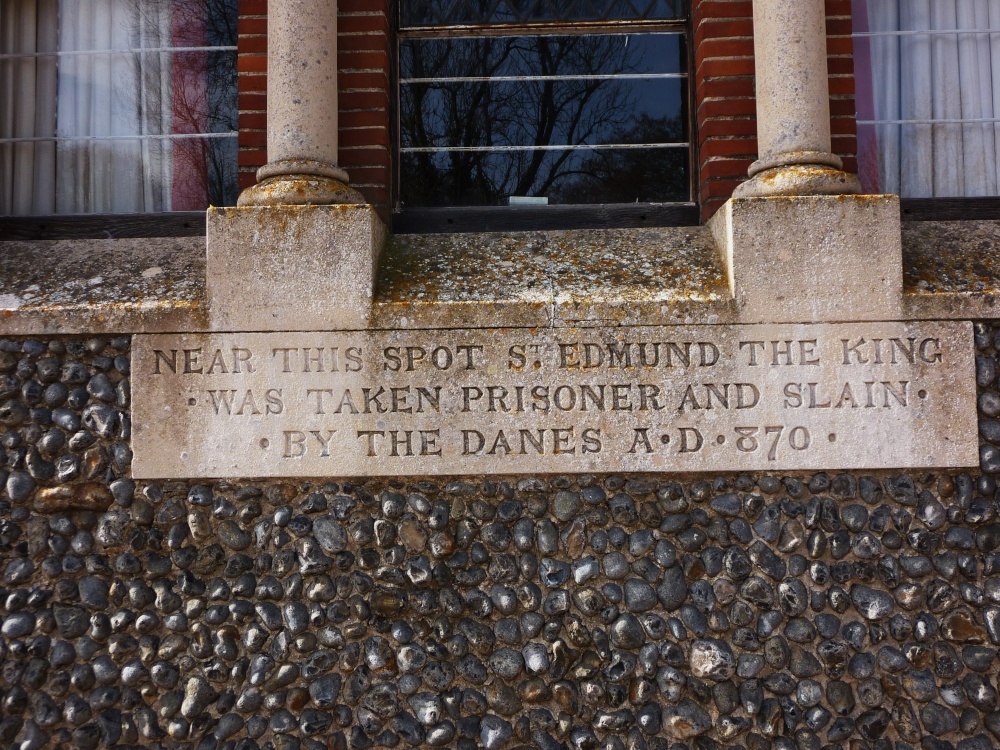 NEAR THIS SPOT ST. EDMUND THE KING
· WAS TAKEN PRISONER AND SLAIN ·
· BY THE DANES A·D·870 ·